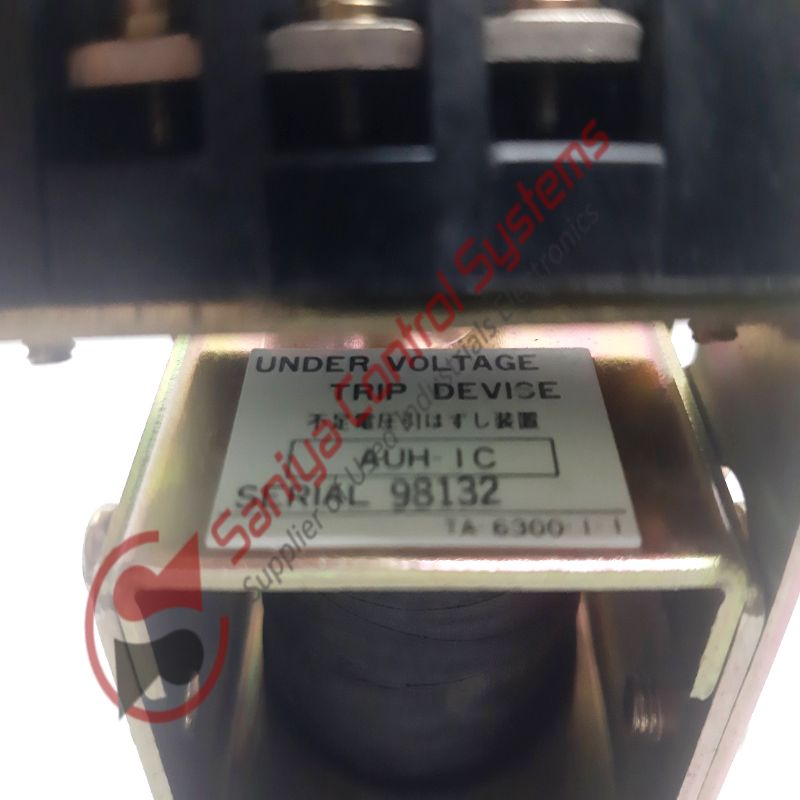 UNDER VOLTAGE
TRIP DEVISE
不足電圧引はずし装置
AUH-1C
SERIAL 98132
TA-6300-1-1
Saniya Control Systems
Supplier of Used Industrials Electronics